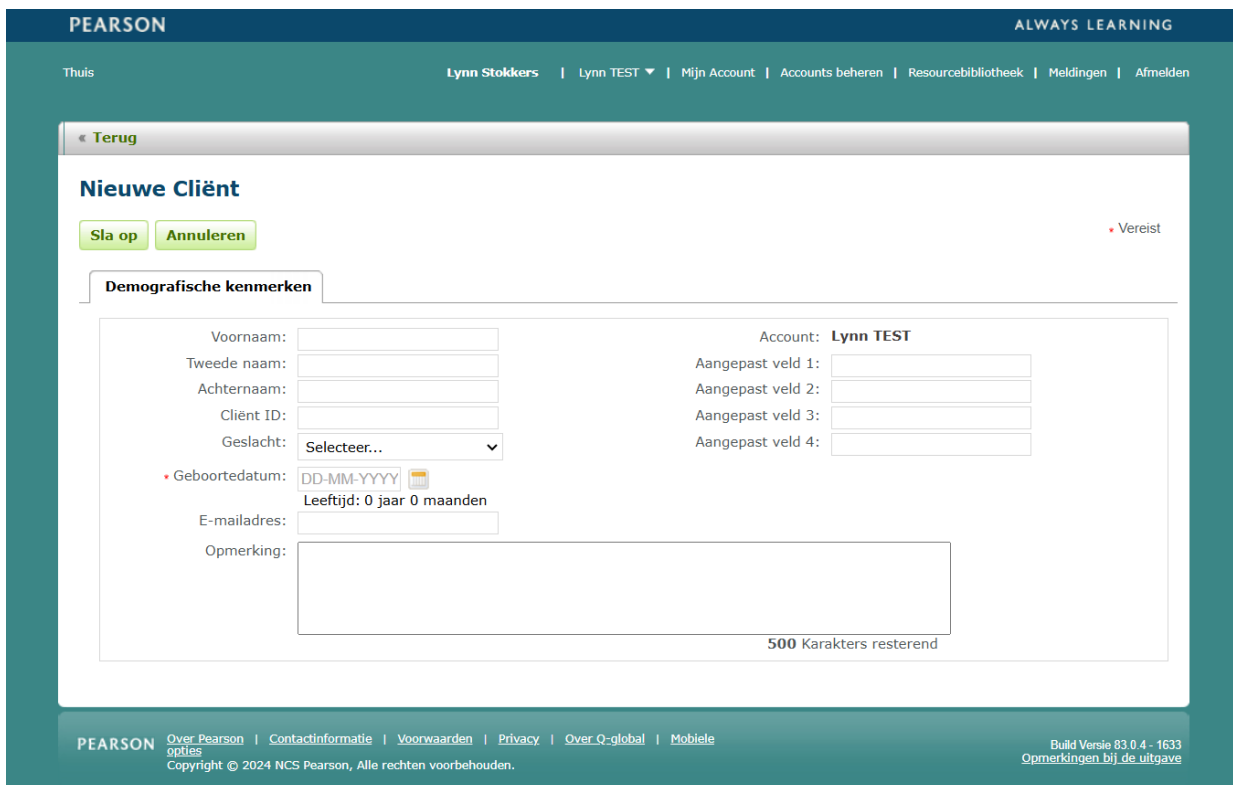 PEARSON ALWAYS LEARNING
Thuis Lynn Stokkers | Lynn TEST ▼ | Mijn Account | Accounts beheren | Resourcebibliotheek | Meldingen | Afmelden
« Terug
Nieuwe Cliënt
Sla op Annuleren * Vereist
Demografische kenmerken
Voornaam: Account: Lynn TEST
Tweede naam: Aangepast veld 1:
Achternaam: Aangepast veld 2:
Cliënt ID: Aangepast veld 3:
Geslacht: Selecteer... Aangepast veld 4:
* Geboortedatum: DD-MM-YYYY
Leeftijd: 0 jaar 0 maanden
E-mailadres:
Opmerking:
500 Karakters resterend
PEARSON Over Pearson | Contactinformatie | Voorwaarden | Privacy | Over Q-global | Mobiele
opties
Copyright © 2024 NCS Pearson, Alle rechten voorbehouden.
Build Versie 83.0.4 - 1633
Opmerkingen bij de uitgave